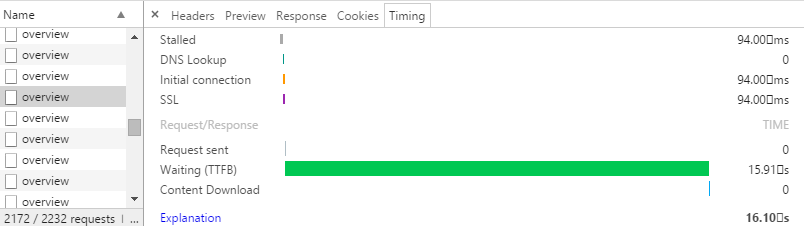 Name
× Headers Preview Response Cookies Timing
overview
overview
overview
overview
overview
overview
overview
overview
overview
2172 / 2232 requests | ...
Stalled 94.00▯ms
DNS Lookup 0
Initial connection 94.00▯ms
SSL 94.00▯ms
Request/Response TIME
Request sent 0
Waiting (TTFB) 15.91▯s
Content Download 0
Explanation 16.10▯s